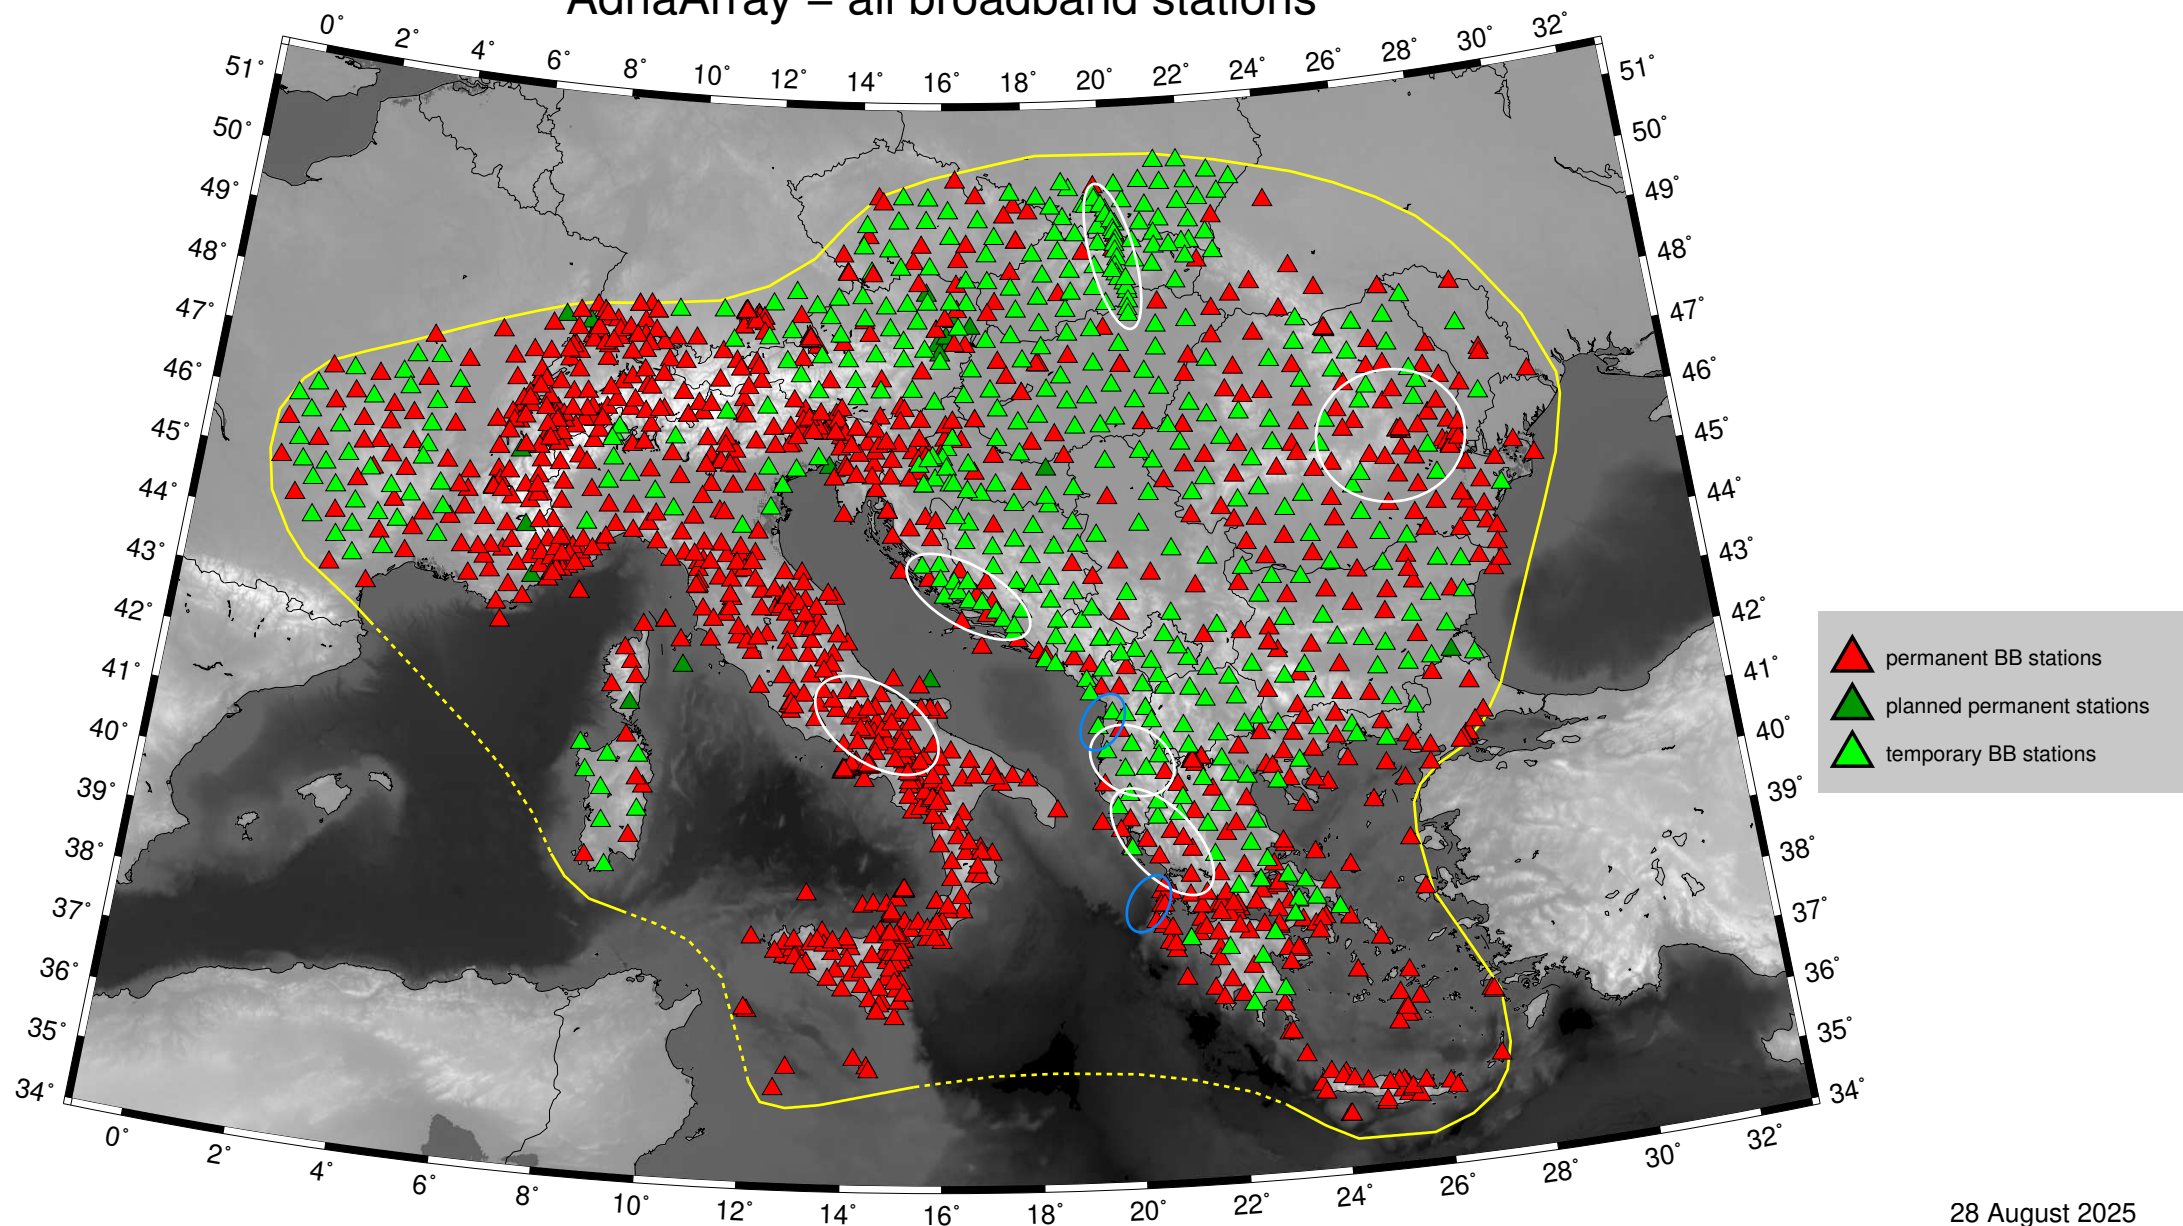 AdriaArray – all broadband stations
0° 2° 4° 6° 8° 10° 12° 14° 16° 18° 20° 22° 24° 26° 28° 30° 32°
51° 51°
50° 50°
49° 49°
48° 48°
47° 47°
46° 46°
45° 45°
44° 44°
43° 43°
42° 42°
41° 41°
40° 40°
39° 39°
38° 38°
37° 37°
36° 36°
35° 35°
34° 34°
0° 2° 4° 6° 8° 10° 12° 14° 16° 18° 20° 22° 24° 26° 28° 30° 32°
permanent BB stations
planned permanent stations
temporary BB stations
28 August 2025